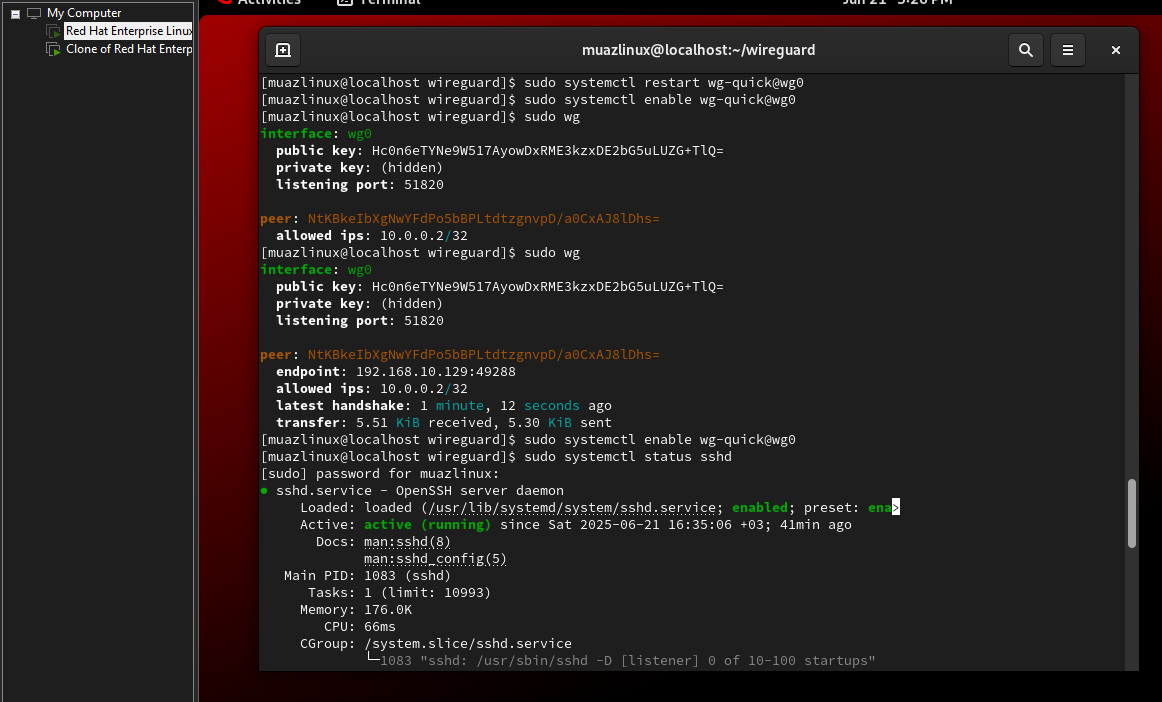 My Computer
Red Hat Enterprise Linux
Clone of Red Hat Enterp
Activities
Terminal
Jun 21 5:26 PM
muazlinux@localhost:~/wireguard
[muazlinux@localhost wireguard]$ sudo systemctl restart wg-quick@wg0
[muazlinux@localhost wireguard]$ sudo systemctl enable wg-quick@wg0
[muazlinux@localhost wireguard]$ sudo wg
interface: wg0
public key: Hc0n6eTYNe9W517AyowDxRME3kzxDE2bG5uLUZG+TlQ=
private key: (hidden)
listening port: 51820
peer: NtKBkeIbXgNwYFdPo5bBPLtdtzgnvpD/a0CxAJ8lDhs=
allowed ips: 10.0.0.2/32
[muazlinux@localhost wireguard]$ sudo wg
interface: wg0
public key: Hc0n6eTYNe9W517AyowDxRME3kzxDE2bG5uLUZG+TlQ=
private key: (hidden)
listening port: 51820
peer: NtKBkeIbXgNwYFdPo5bBPLtdtzgnvpD/a0CxAJ8lDhs=
endpoint: 192.168.10.129:49288
allowed ips: 10.0.0.2/32
latest handshake: 1 minute, 12 seconds ago
transfer: 5.51 KiB received, 5.30 KiB sent
[muazlinux@localhost wireguard]$ sudo systemctl enable wg-quick@wg0
[muazlinux@localhost wireguard]$ sudo systemctl status sshd
[sudo] password for muazlinux:
● sshd.service - OpenSSH server daemon
Loaded: loaded (/usr/lib/systemd/system/sshd.service; enabled; preset: ena>
Active: active (running) since Sat 2025-06-21 16:35:06 +03; 41min ago
Docs: man:sshd(8)
man:sshd_config(5)
Main PID: 1083 (sshd)
Tasks: 1 (limit: 10993)
Memory: 176.0K
CPU: 66ms
CGroup: /system.slice/sshd.service
└─1083 "sshd: /usr/sbin/sshd -D [listener] 0 of 10-100 startups"